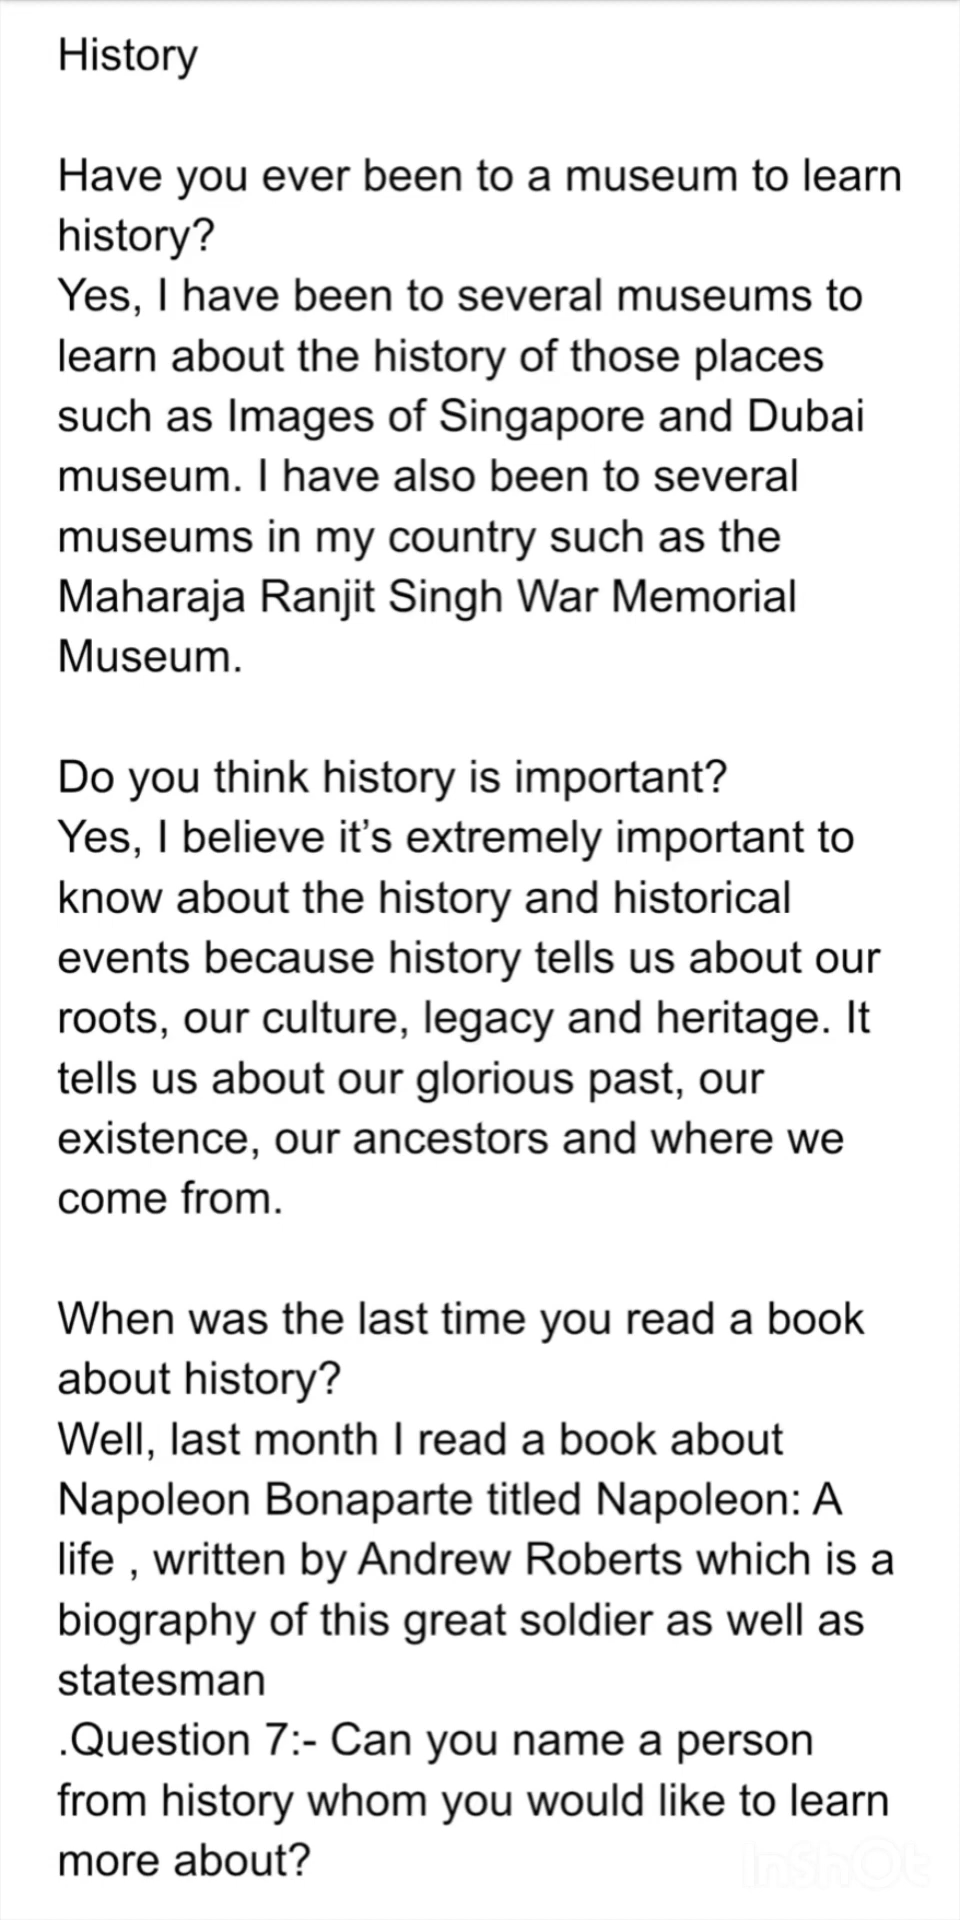 History
Have you ever been to a museum to learn
history?
Yes, I have been to several museums to
learn about the history of those places
such as Images of Singapore and Dubai
museum. I have also been to several
museums in my country such as the
Maharaja Ranjit Singh War Memorial
Museum.
Do you think history is important?
Yes, I believe it’s extremely important to
know about the history and historical
events because history tells us about our
roots, our culture, legacy and heritage. It
tells us about our glorious past, our
existence, our ancestors and where we
come from.
When was the last time you read a book
about history?
Well, last month I read a book about
Napoleon Bonaparte titled Napoleon: A
life , written by Andrew Roberts which is a
biography of this great soldier as well as
statesman
.Question 7:- Can you name a person
from history whom you would like to learn
more about?
InShOt